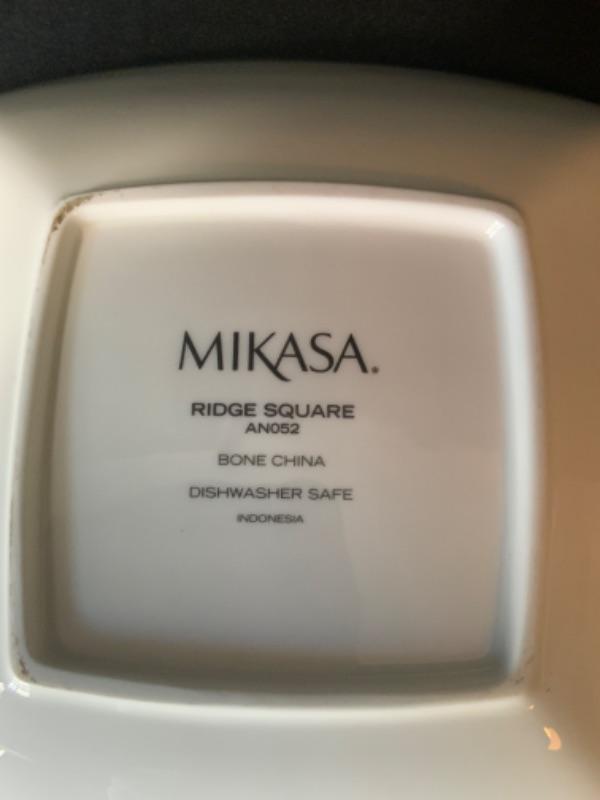 MIKASA.
RIDGE SQUARE
AN052
BONE CHINA
DISHWASHER SAFE
INDONESIA